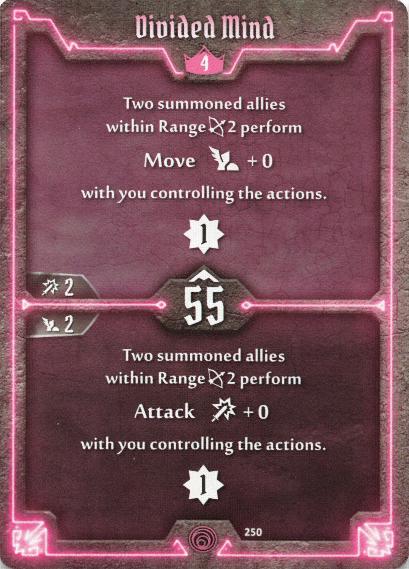 Divided Mind
4
Two summoned allies
within Range 2 perform
Move + 0
with you controlling the actions.
1
2
55
2
Two summoned allies
within Range 2 perform
Attack + 0
with you controlling the actions.
1
250